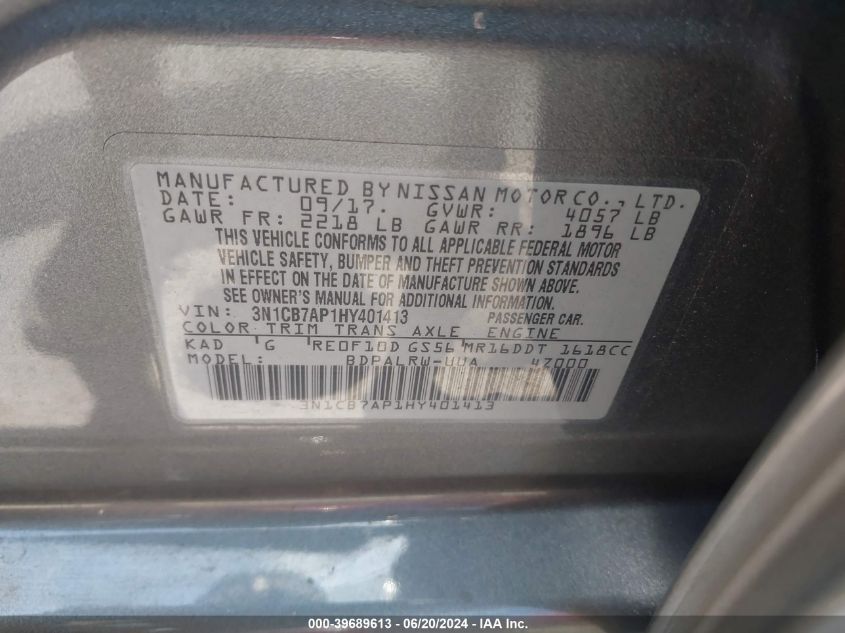 MANUFACTURED BY NISSAN MOTOR CO., LTD.
DATE: 09/17. GVWR: 4057 LB
GAWR FR: 2218 LB GAWR RR: 1896 LB
THIS VEHICLE CONFORMS TO ALL APPLICABLE FEDERAL MOTOR
VEHICLE SAFETY, BUMPER AND THEFT PREVENTION STANDARDS
IN EFFECT ON THE DATE OF MANUFACTURE SHOWN ABOVE.
SEE OWNER'S MANUAL FOR ADDITIONAL INFORMATION.
VIN: 3N1CB7AP1HY401413 PASSENGER CAR.
COLOR TRIM TRANS AXLE ENGINE
KAD G RE0F10D GS56 MR16DDT 1618CC
MODEL: BDPALRW-UUA 4Z000
3N1CB7AP1HY401413
000-39689613 - 06/20/2024 - IAA Inc.